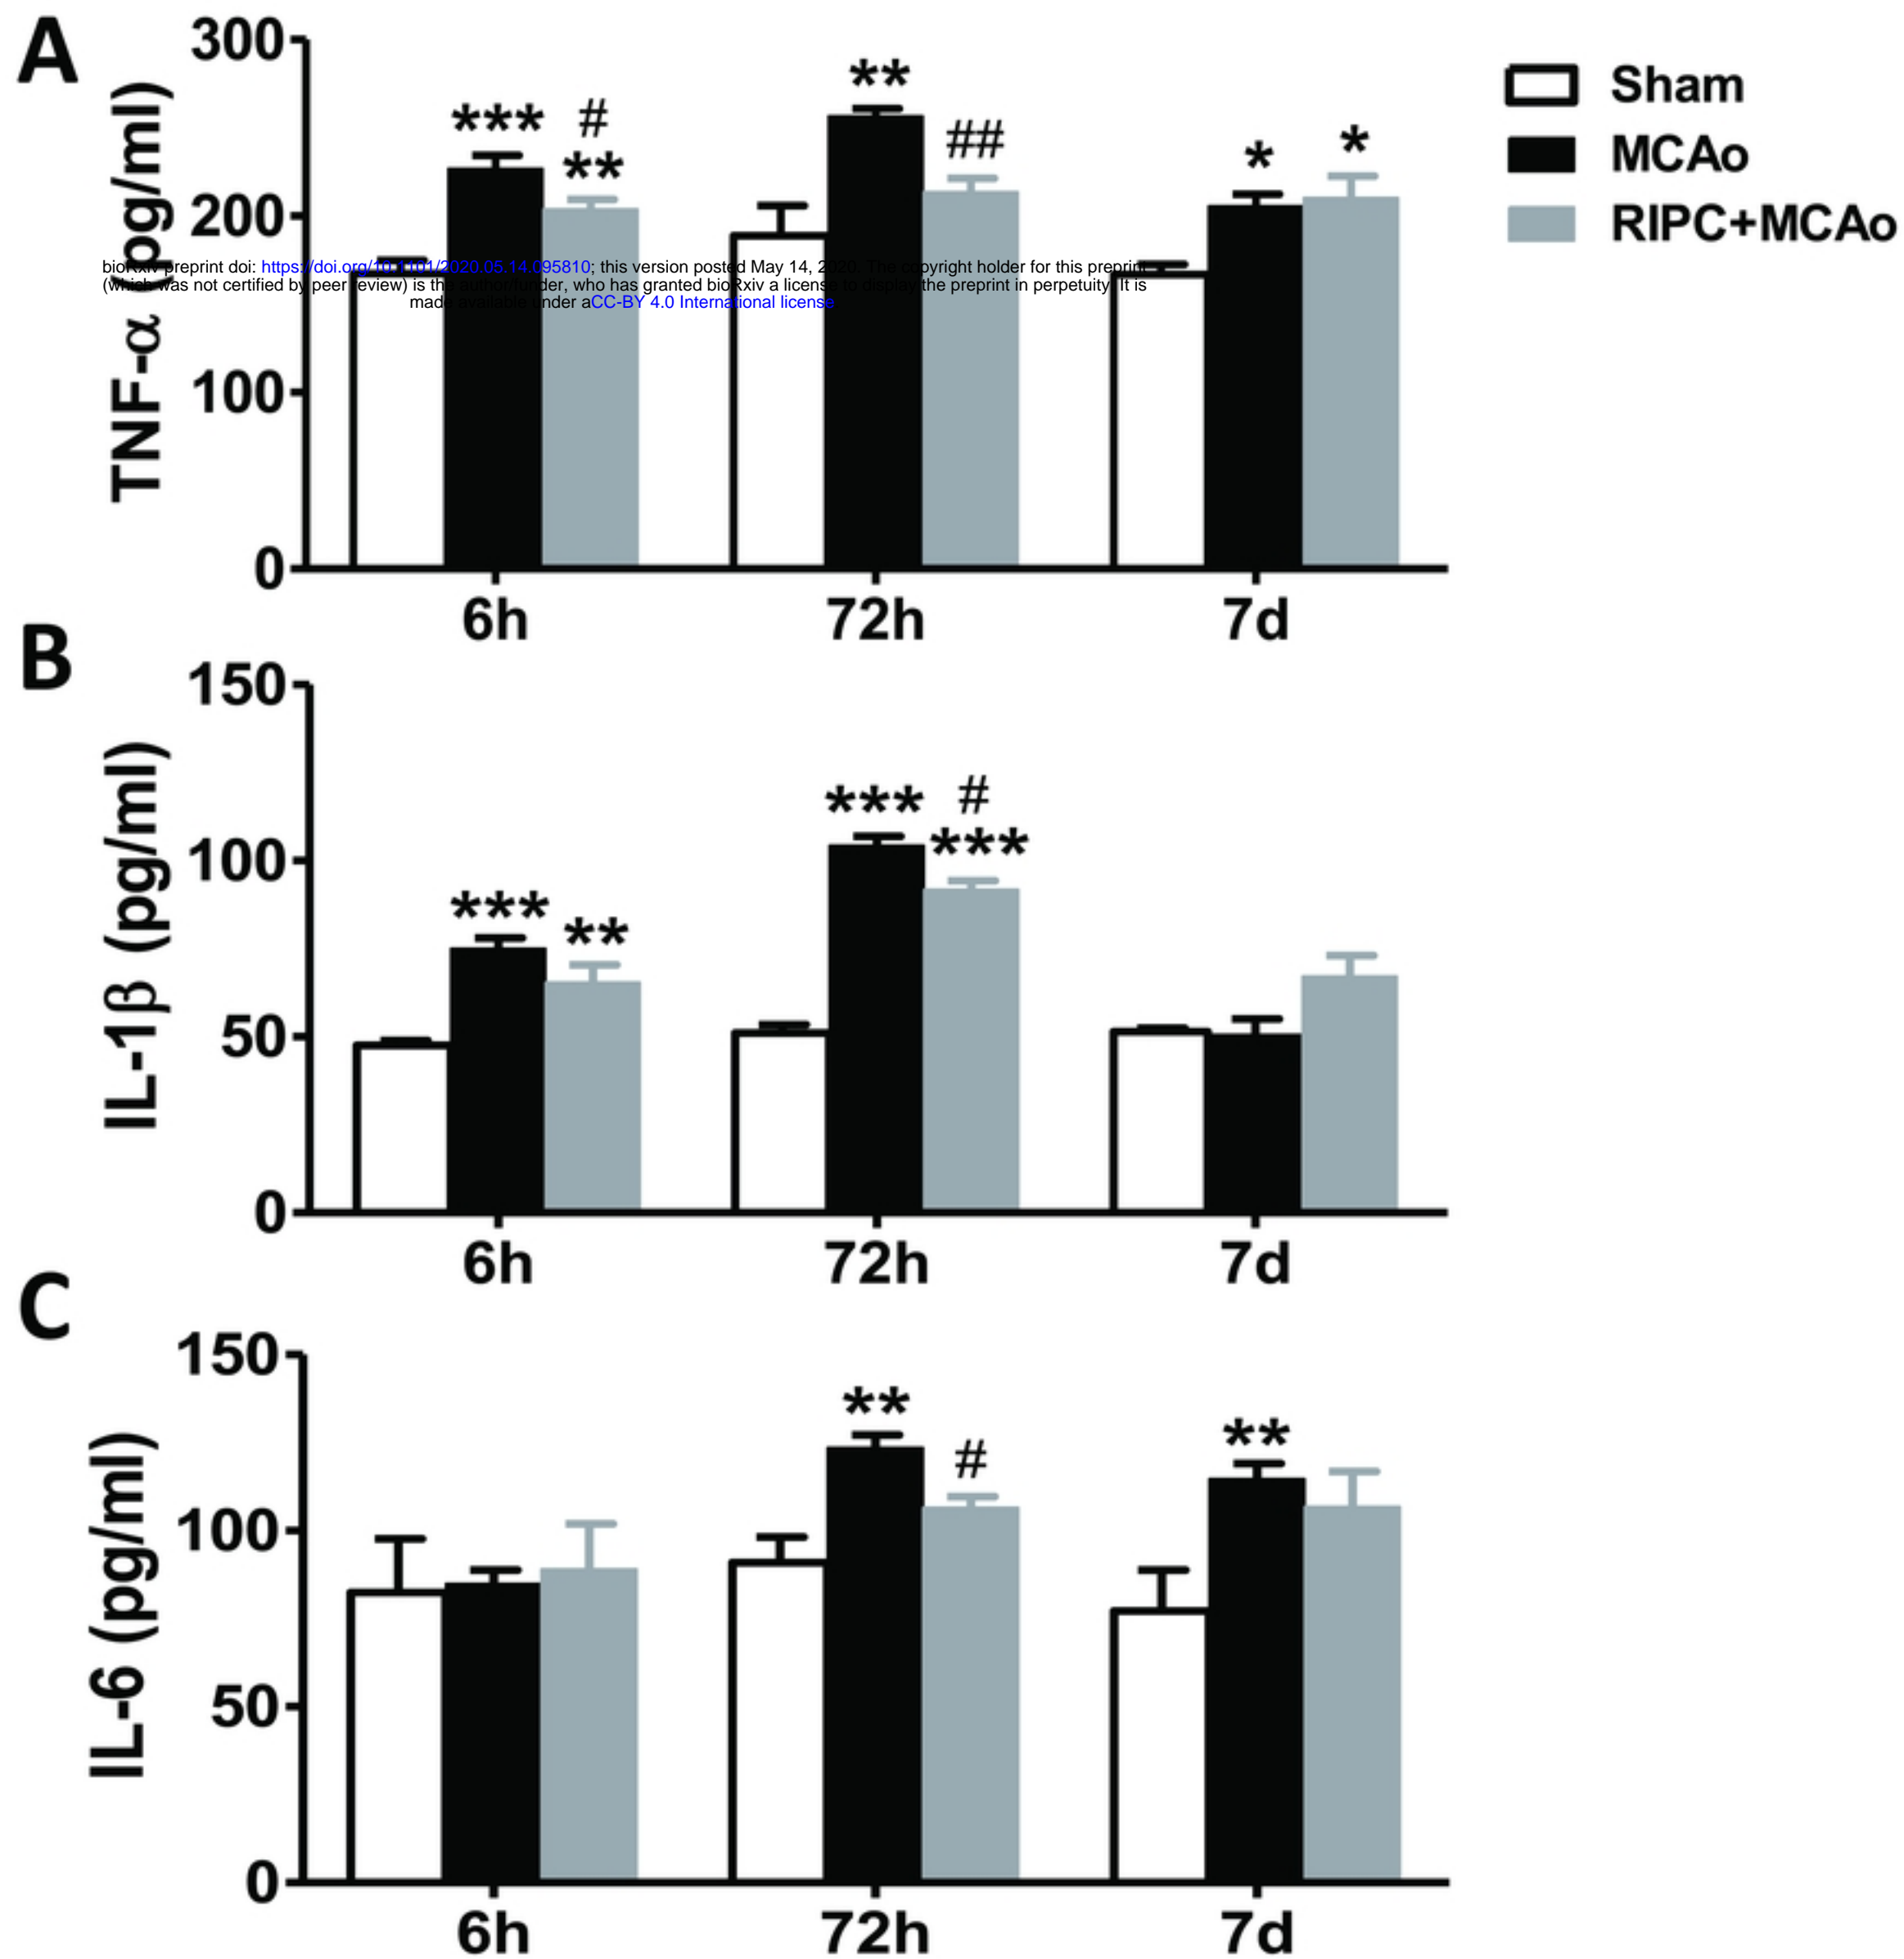 A
300
200
100
0
TNF-α (pg/ml)
***
#
**
**
##
*
*
Sham
MCAo
RIPC+MCAo
bioRxiv preprint doi: https://doi.org/10.1101/2020.05.14.095810; this version posted May 14, 2020. The copyright holder for this preprint
(which was not certified by peer review) is the author/funder, who has granted bioRxiv a license to display the preprint in perpetuity. It is
made available under aCC-BY 4.0 International license
6h 72h 7d
B
150
100
50
0
IL-1β (pg/ml)
***
**
***
#
***
6h 72h 7d
C
150
100
50
0
IL-6 (pg/ml)
**
#
**
6h 72h 7d